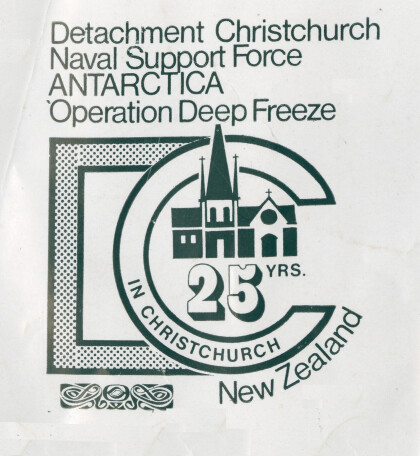 Detachment Christchurch
Naval Support Force
ANTARCTICA
Operation Deep Freeze
25 YRS.
IN CHRISTCHURCH
New Zealand